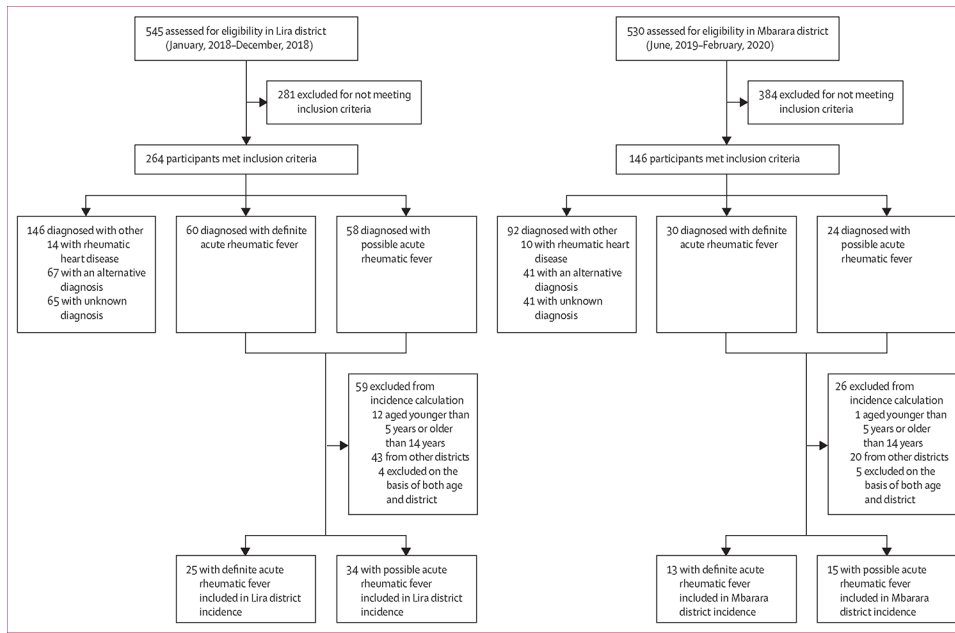 545 assessed for eligibility in Lira district
(January, 2018–December, 2018)
281 excluded for not meeting
inclusion criteria
264 participants met inclusion criteria
146 diagnosed with other
14 with rheumatic
heart disease
67 with an alternative
diagnosis
65 with unknown
diagnosis
60 diagnosed with definite
acute rheumatic fever
58 diagnosed with
possible acute
rheumatic fever
59 excluded from
incidence calculation
12 aged younger than
5 years or older
than 14 years
43 from other districts
4 excluded on the
basis of both age
and district
25 with definite acute
rheumatic fever
included in Lira district
incidence
34 with possible acute
rheumatic fever
included in Lira district
incidence
530 assessed for eligibility in Mbarara district
(June, 2019–February, 2020)
384 excluded for not meeting
inclusion criteria
146 participants met inclusion criteria
92 diagnosed with other
10 with rheumatic heart
disease
41 with an alternative
diagnosis
41 with unknown
diagnosis
30 diagnosed with definite
acute rheumatic fever
24 diagnosed with
possible acute
rheumatic fever
26 excluded from
incidence calculation
1 aged younger than
5 years or older
than 14 years
20 from other districts
5 excluded on the
basis of both age
and district
13 with definite acute
rheumatic fever
included in Mbarara
district incidence
15 with possible acute
rheumatic fever
included in Mbarara
district incidence